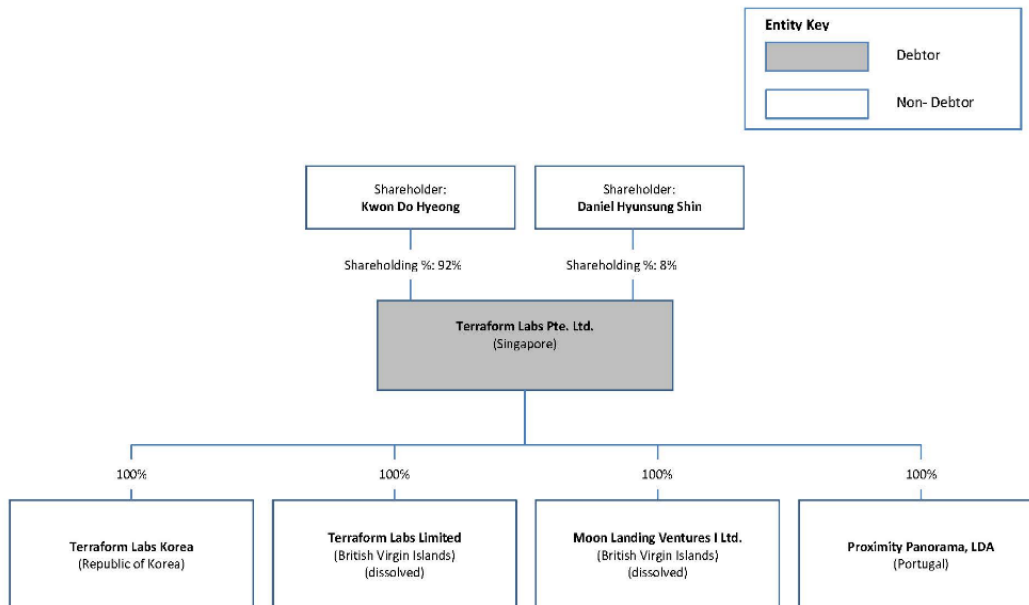 Entity Key
Debtor
Non- Debtor
Shareholder:
Kwon Do Hyeong
Shareholder:
Daniel Hyunsung Shin
Shareholding %: 92%
Shareholding %: 8%
Terraform Labs Pte. Ltd.
(Singapore)
100%
100%
100%
100%
Terraform Labs Korea
(Republic of Korea)
Terraform Labs Limited
(British Virgin Islands)
(dissolved)
Moon Landing Ventures I Ltd.
(British Virgin Islands)
(dissolved)
Proximity Panorama, LDA
(Portugal)